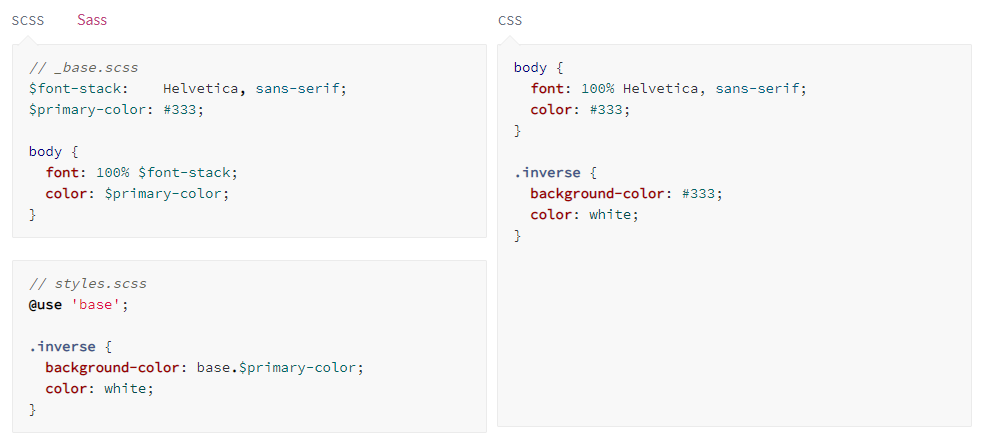 SCSS Sass
// _base.scss
$font-stack:    Helvetica, sans-serif;
$primary-color: #333;

body {
  font: 100% $font-stack;
  color: $primary-color;
}

// styles.scss
@use 'base';

.inverse {
  background-color: base.$primary-color;
  color: white;
}

CSS
body {
  font: 100% Helvetica, sans-serif;
  color: #333;
}

.inverse {
  background-color: #333;
  color: white;
}